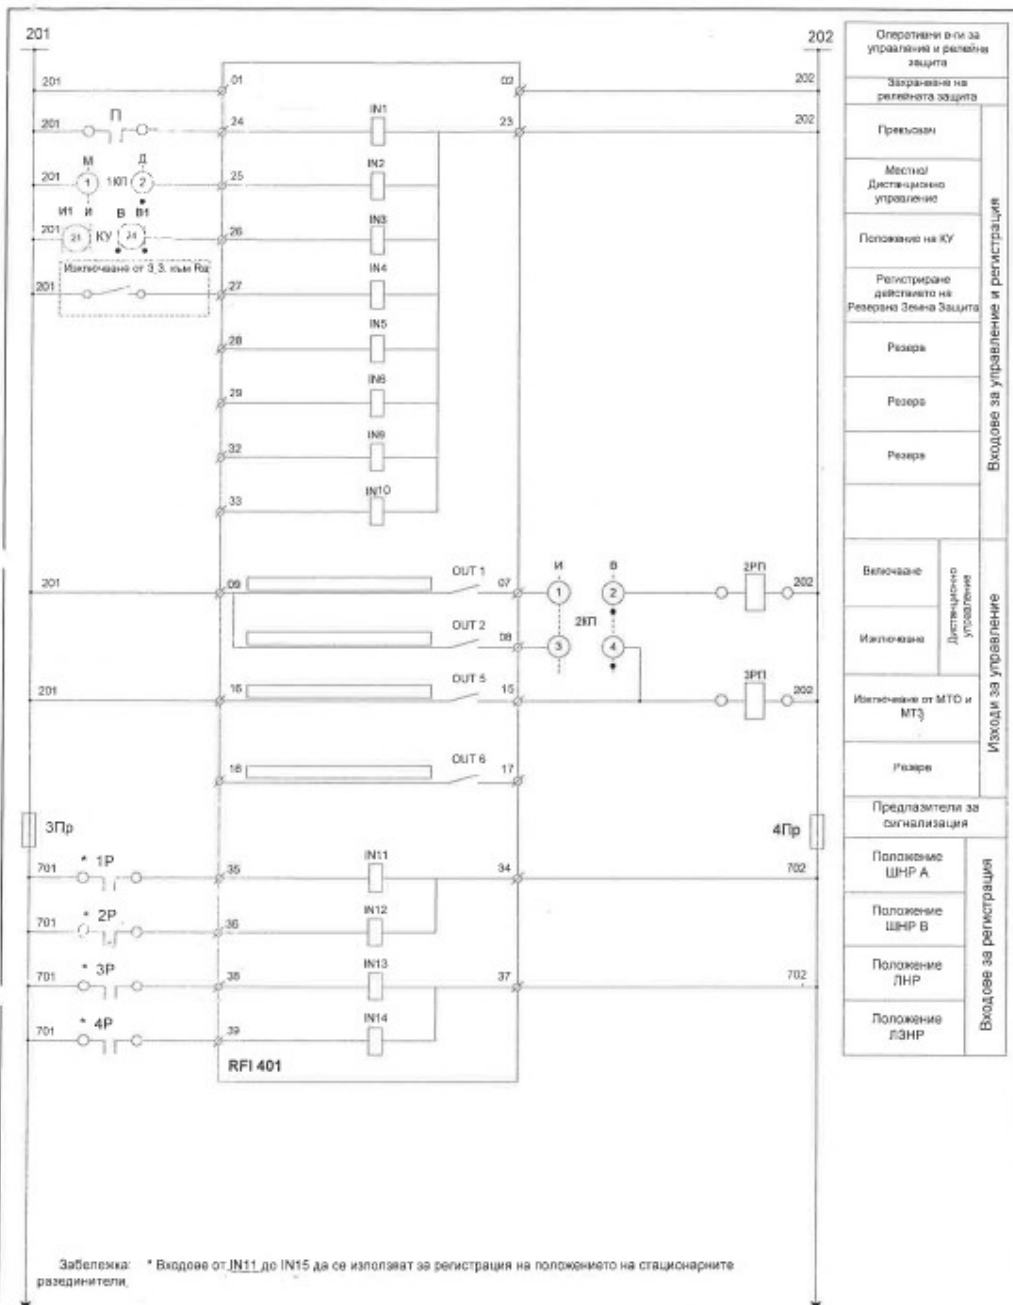 201
202
Оперативни в-ги за
управление и релейна
защита
Захранване на
релейната защита
201
01
02
202
201
П
24
IN1
23
202
Прекъсвач
201
М
1
1КП
Д
2
25
IN2
Местно/
Дистанционно
управление
201
И1 И
21
КУ
В В1
24
26
IN3
Положение на КУ
Изключване от З.З. към Rц
201
27
IN4
Регистриране
действието на
Резервна Земна Защита
28
IN5
Резерв
29
IN6
Резерв
32
IN9
Резерв
33
IN10
Входове за управление и регистрация
201
09
OUT 1
07
И
1
В
2
2РП
202
Включване
OUT 2
08
3
2КП
4
Изключване
Дистанционно
управление
201
16
OUT 5
15
3РП
202
Изключване от МТО и
МТЗ
18
OUT 6
17
Резерв
Изходи за управление
3Пр
4Пр
Предпазители за
сигнализация
701
* 1Р
35
IN11
34
702
Положение
ШНР А
701
* 2Р
36
IN12
Положение
ШНР В
701
* 3Р
38
IN13
37
702
Положение
ЛНР
701
* 4Р
39
IN14
Положение
ЛЗНР
Входове за регистрация
RFI 401
Забележка: * Входове от IN11 до IN15 да се използват за регистрация на положението на стационарните
разединители.